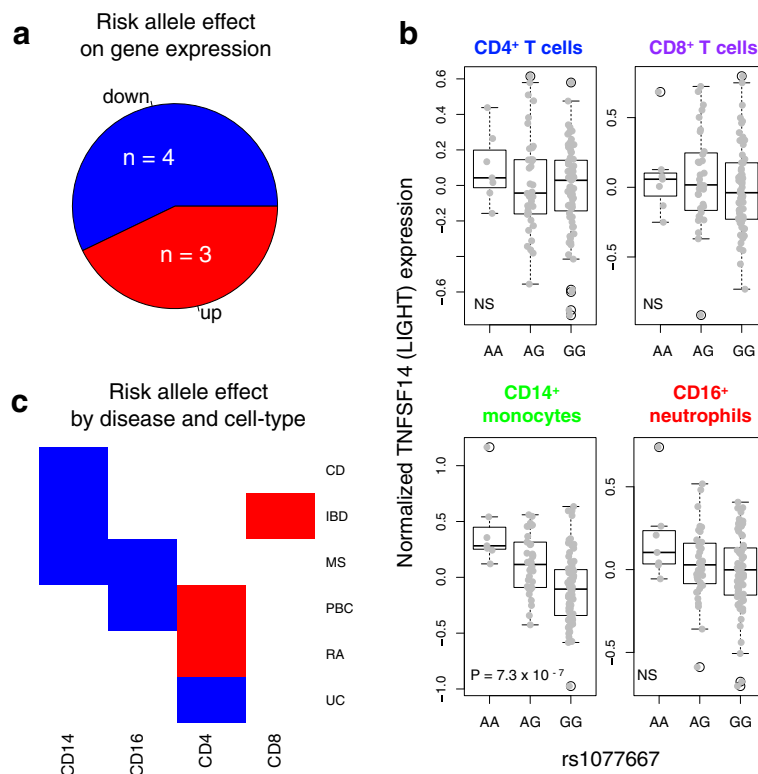 a
Risk allele effect
on gene expression
down
n = 4
n = 3
up
b
Normalized TNFSF14 (LIGHT) expression
CD4+ T cells
0.6
0.4
0.2
0.0
−0.2
−0.6
NS
AA
AG
GG
CD8+ T cells
0.5
0.0
−0.5
NS
AA
AG
GG
CD14+
monocytes
1.0
0.5
0.0
−0.5
−1.0
P = 7.3 x 10 -7
AA
AG
GG
CD16+
neutrophils
0.5
0.0
−0.5
NS
AA
AG
GG
rs1077667
c
Risk allele effect
by disease and cell-type
CD
IBD
MS
PBC
RA
UC
CD14
CD16
CD4
CD8